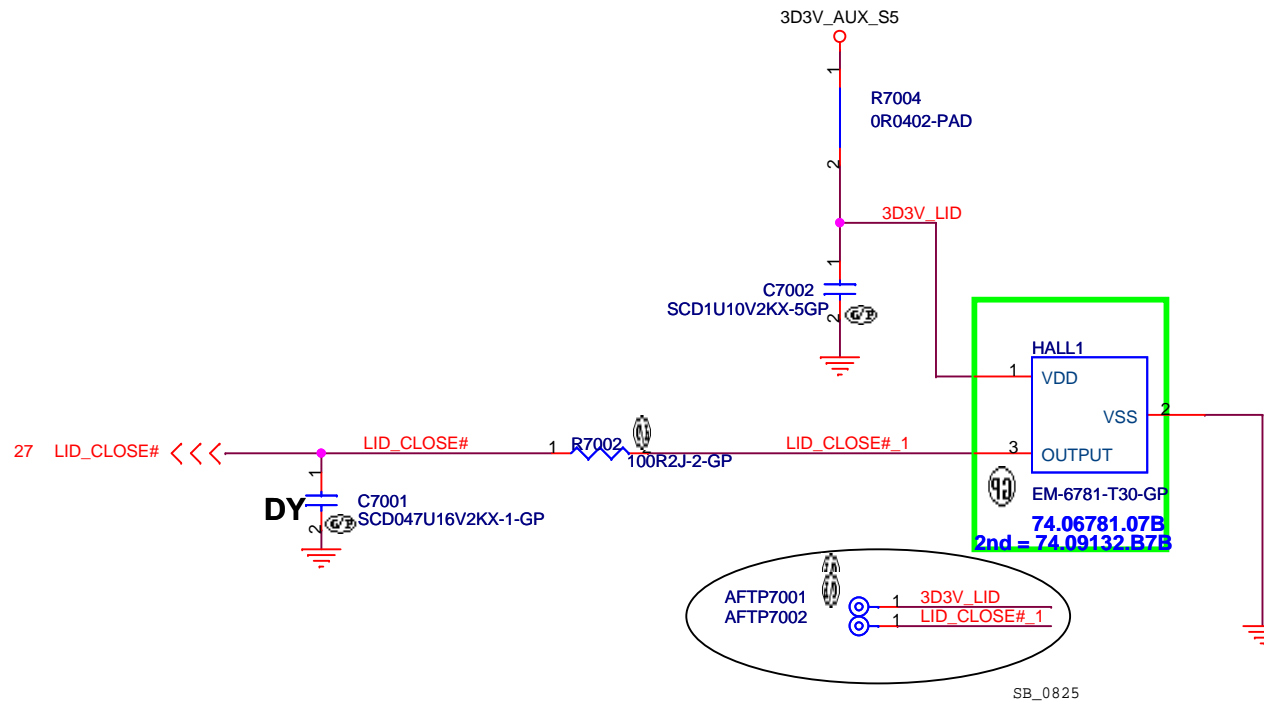 3D3V_AUX_S5
1
R7004
0R0402-PAD
2
3D3V_LID
1
C7002
SCD1U10V2KX-5GP
2
G/P
HALL1
1
VDD
VSS
2
27 LID_CLOSE#
LID_CLOSE#
1
R7002
100R2J-2-GP
LID_CLOSE#_1
3
OUTPUT
1
DY
C7001
SCD047U16V2KX-1-GP
2
G/P
GP
EM-6781-T30-GP
74.06781.07B
2nd = 74.09132.B7B
AFTP7001
1
3D3V_LID
AFTP7002
1
LID_CLOSE#_1
SB_0825